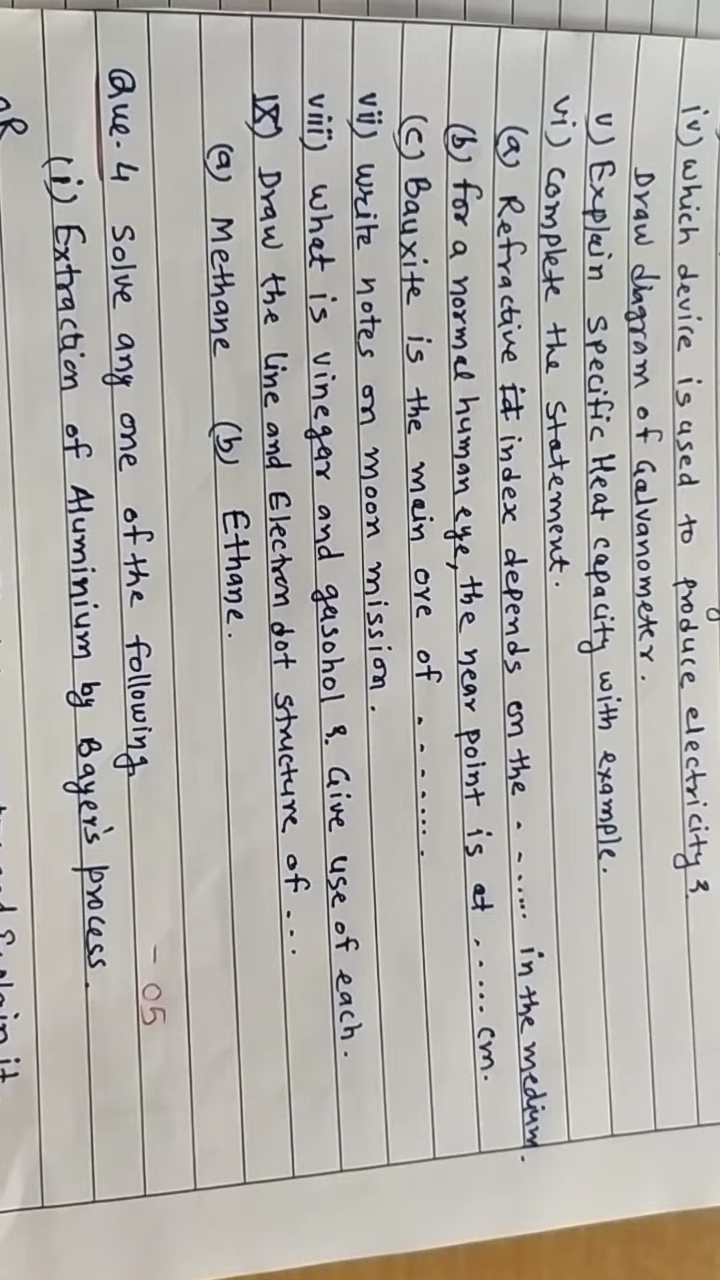 iv) which device is used to produce electricity?
Draw diagram of Galvanometer.
v) Explain Specific Heat capacity with example.
vi) complete the statement.
(a) Refractive index depends on the ....... in the medium.
(b) for a normal human eye, the near point is at ...... cm.
(c) Bauxite is the main ore of ........
vii) write notes on moon mission.
viii) what is vinegar and gasohol ? Give use of each.
ix) Draw the line and Electron dot structure of ...
(a) Methane (b) Ethane.
Que. 4 Solve any one of the following
- 05
(i) Extraction of Aluminium by Bayer's process.
OR
Explain it